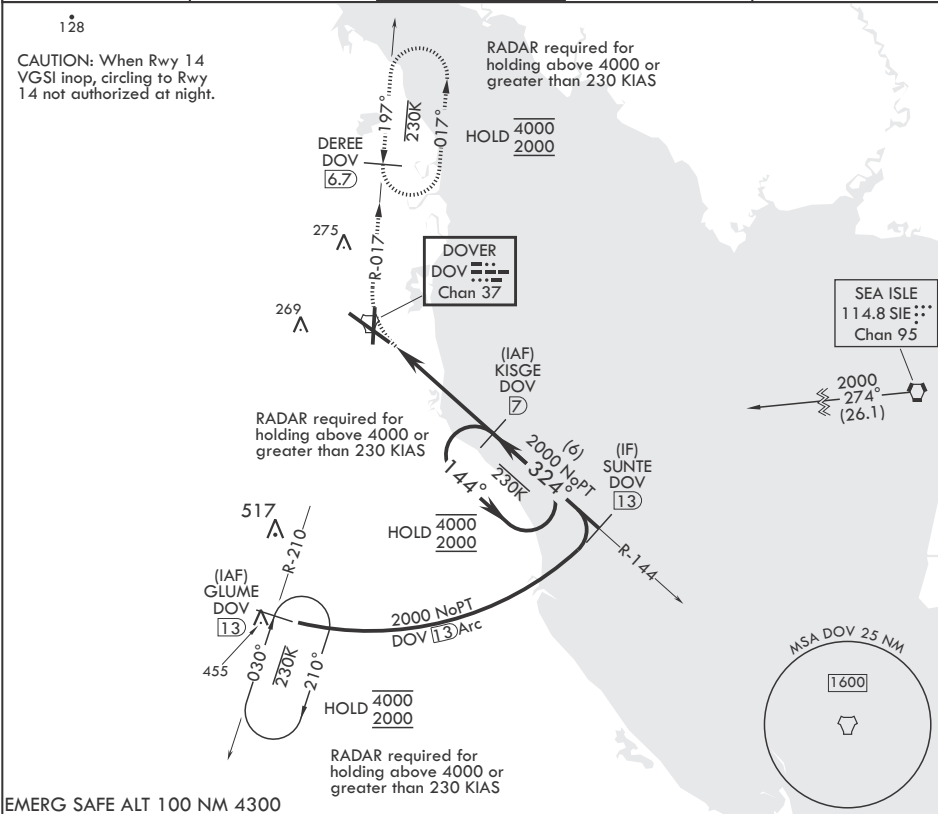 128
CAUTION: When Rwy 14
VGSI inop, circling to Rwy
14 not authorized at night.
RADAR required for
holding above 4000 or
greater than 230 KIAS
197°
230K
017°
HOLD 4000
2000
DEREE
DOV
6.7
R-017
275
DOVER
DOV
Chan 37
269
SEA ISLE
114.8 SIE
Chan 95
2000
274°
(26.1)
(IAF)
KISGE
DOV
7
RADAR required for
holding above 4000 or
greater than 230 KIAS
(6)
2000 NoPT
324°
230K
144°
(IF)
SUNTE
DOV
13
HOLD 4000
2000
R-144
517
R-210
(IAF)
GLUME
DOV
13
455
2000 NoPT
DOV 13 Arc
030°
230K
210°
HOLD 4000
2000
RADAR required for
holding above 4000 or
greater than 230 KIAS
MSA DOV 25 NM
1600
EMERG SAFE ALT 100 NM 4300